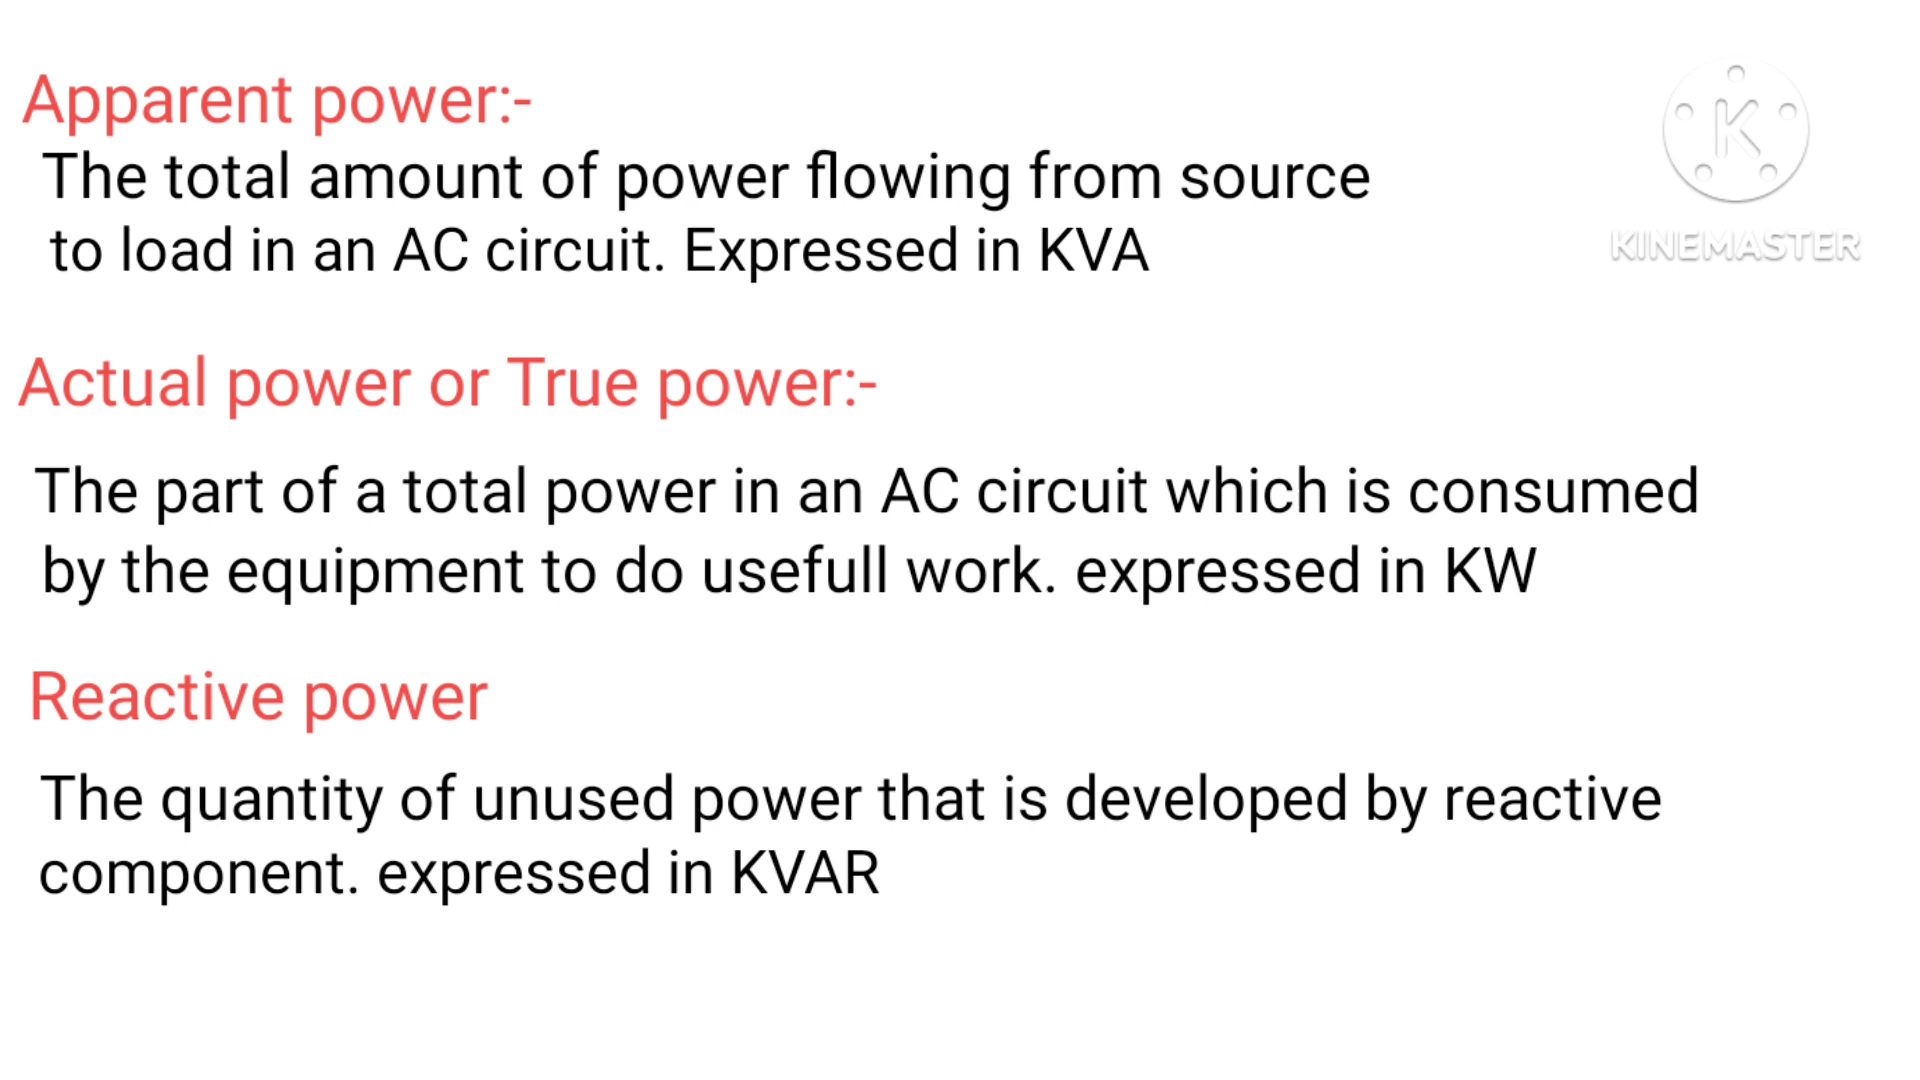 Apparent power:-
The total amount of power flowing from source
to load in an AC circuit. Expressed in KVA
K
KINEMASTER
Actual power or True power:-
The part of a total power in an AC circuit which is consumed
by the equipment to do usefull work. expressed in KW
Reactive power
The quantity of unused power that is developed by reactive
component. expressed in KVAR